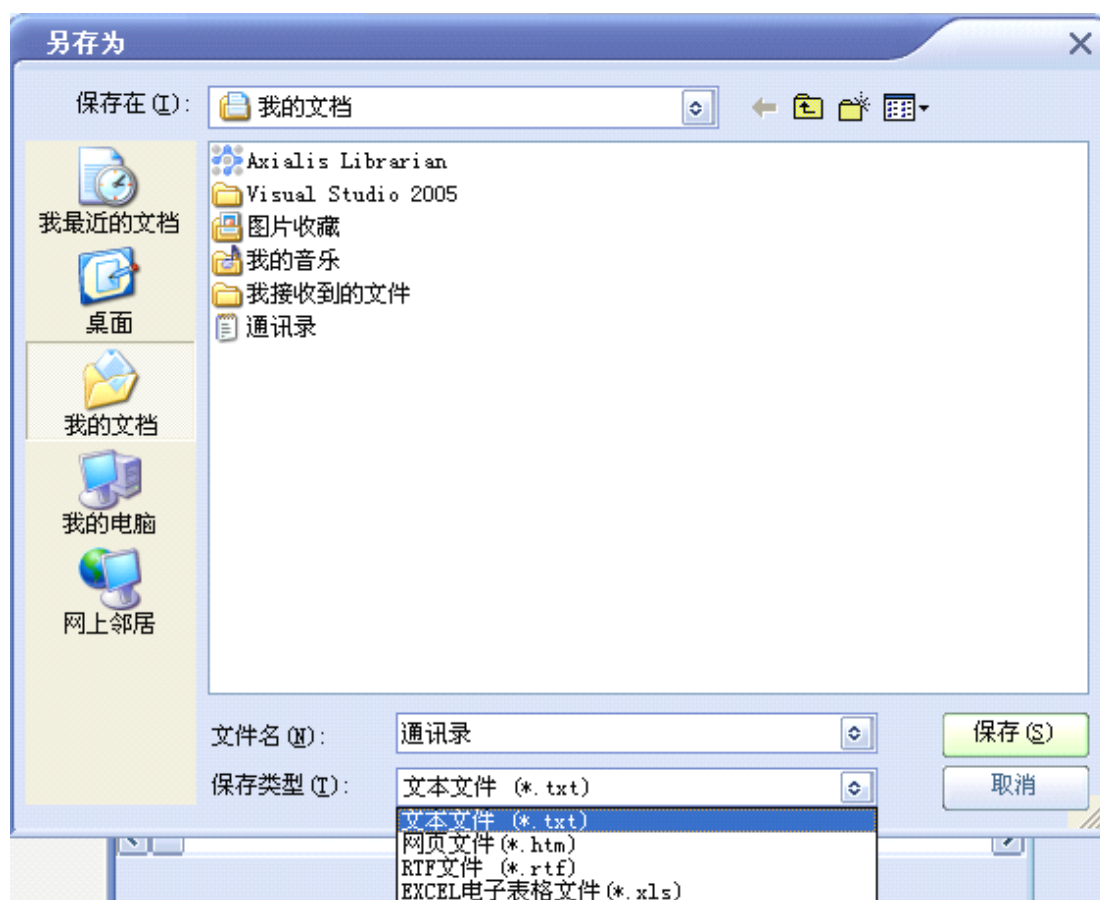 另存为
保存在(I):
我的文档
Axialis Librarian
Visual Studio 2005
图片收藏
我的音乐
我接收到的文件
通讯录
我最近的文档
桌面
我的文档
我的电脑
网上邻居
文件名(N):
通讯录
保存(S)
保存类型(T):
文本文件 (*.txt)
取消
文本文件 (*.txt)
网页文件(*.htm)
RTF文件 (*.rtf)
EXCEL电子表格文件(*.xls)